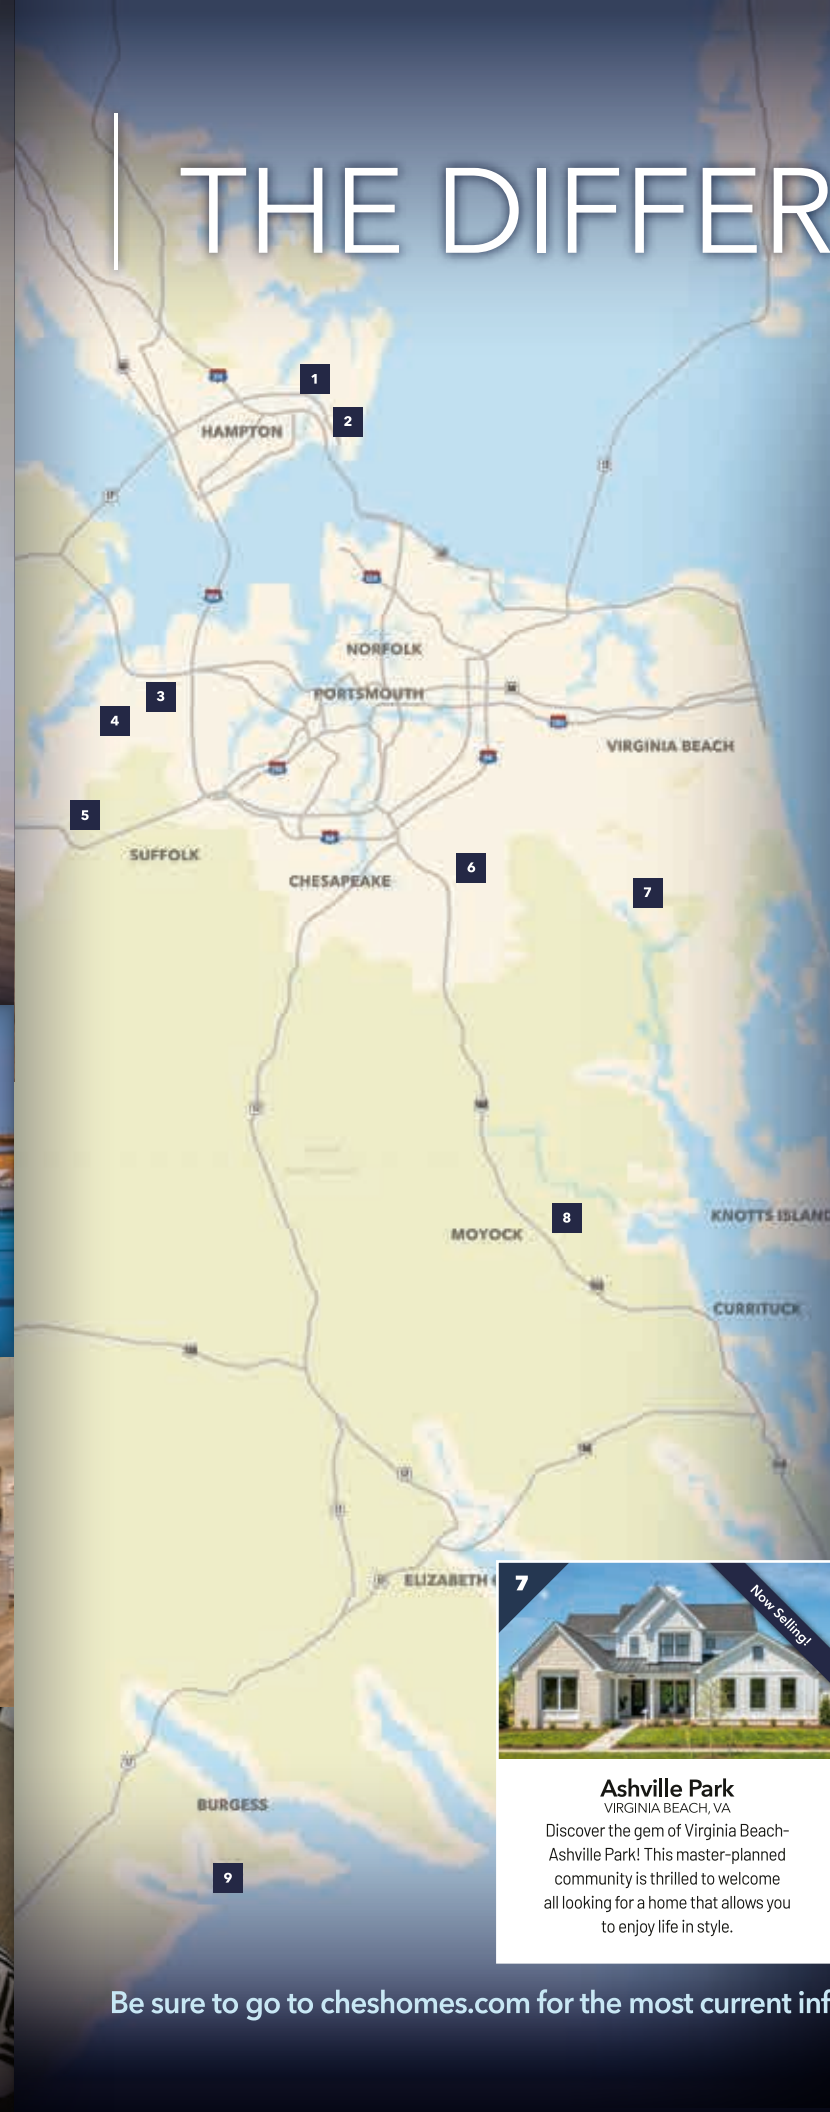 THE DIFFER
1
2
HAMPTON
17
13
NORFOLK
PORTSMOUTH
3
4
VIRGINIA BEACH
5
SUFFOLK
CHESAPEAKE
6
7
8
MOYOCK
KNOTTS ISLAND
CURRITUCK
ELIZABETH
7
Now Selling!
Ashville Park
VIRGINIA BEACH, VA
Discover the gem of Virginia Beach-
Ashville Park! This master-planned
community is thrilled to welcome
all looking for a home that allows you
to enjoy life in style.
BURGESS
9
Be sure to go to cheshomes.com for the most current inf